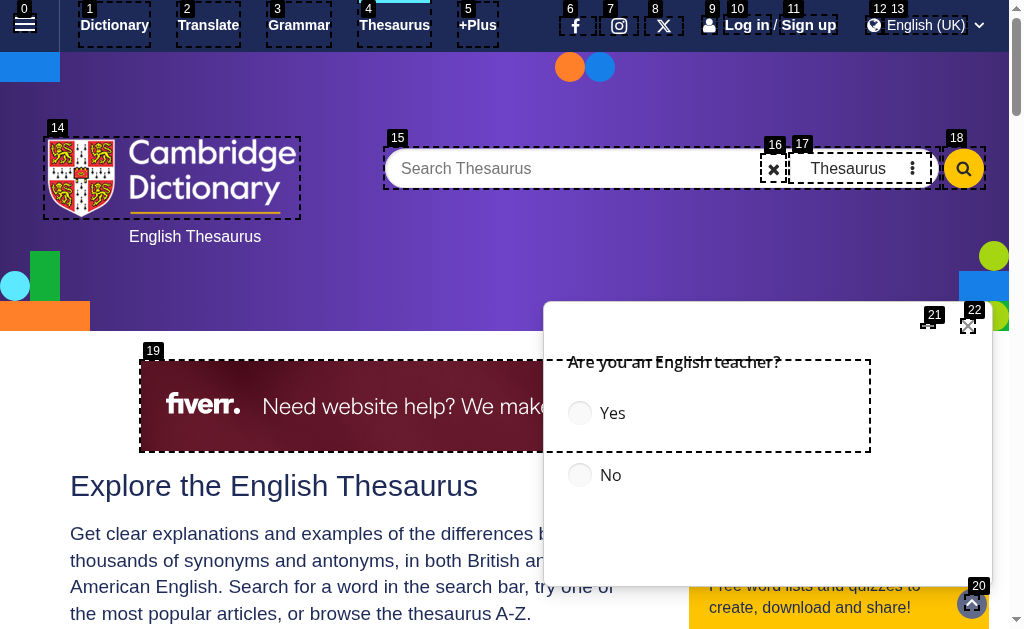 0 1 2 3 4 5 6 7 8 9 10 11 12 13
Dictionary Translate Grammar Thesaurus +Plus Log in / Sign up English (UK)
14 15 16 17 18
Cambridge
Dictionary
Search Thesaurus Thesaurus
English Thesaurus
21 22
19
Are you an English teacher?
fiverr. Need website help? We make
Yes
No
Explore the English Thesaurus
Get clear explanations and examples of the differences
thousands of synonyms and antonyms, in both British
American English. Search for a word in the search bar, try one of
the most popular articles, or browse the thesaurus A-Z.
20
Free word lists and quizzes to
create, download and share!